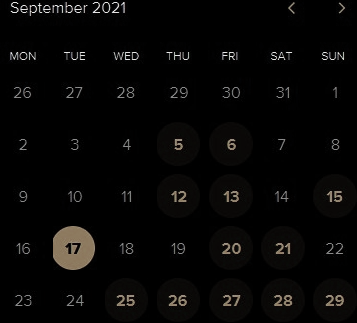 September 2021
MON TUE WED THU FRI SAT SUN
26 27 28 29 30 31 1
2 3 4 5 6 7 8
9 10 11 12 13 14 15
16 17 18 19 20 21 22
23 24 25 26 27 28 29